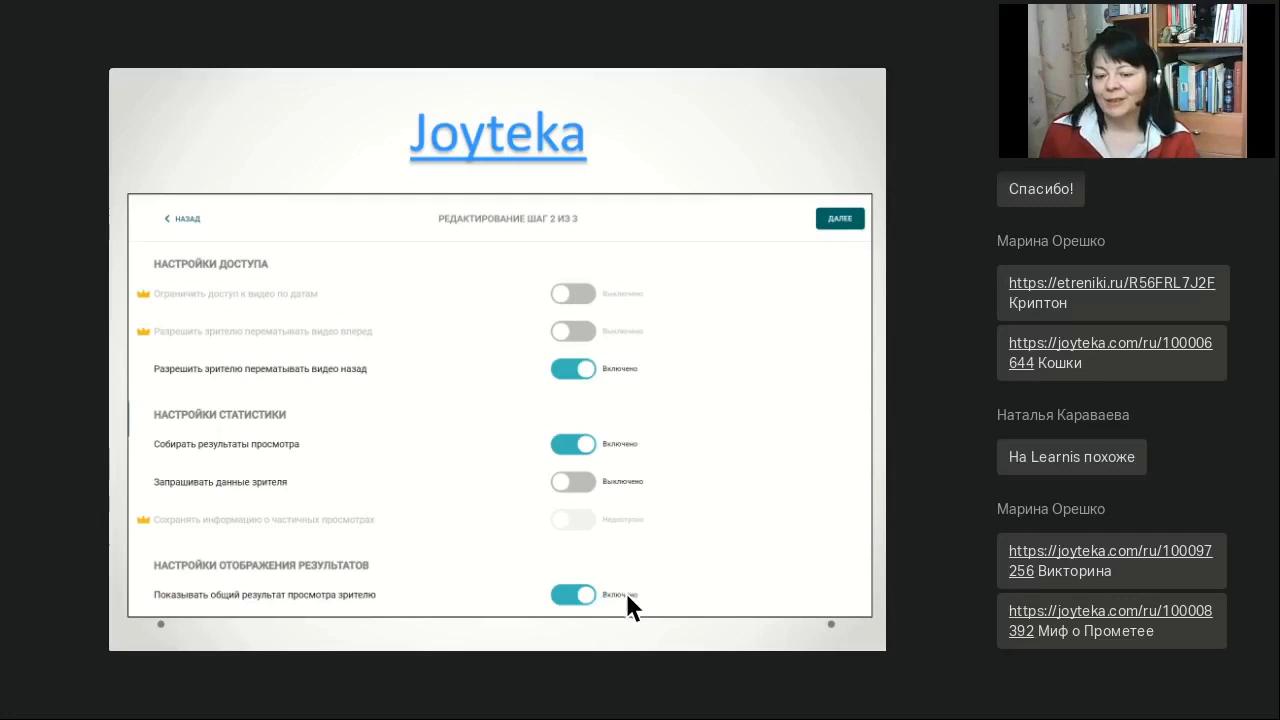 Joyteka
НАЗАД
РЕДАКТИРОВАНИЕ ШАГ 2 ИЗ 3
ДАЛЕЕ
НАСТРОЙКИ ДОСТУПА
Ограничить доступ к видео по датам
Выключено
Разрешить зрителю перематывать видео вперед
Выключено
Разрешить зрителю перематывать видео назад
Включено
НАСТРОЙКИ СТАТИСТИКИ
Собирать результаты просмотра
Включено
Запрашивать данные зрителя
Выключено
Сохранять информацию о частичных просмотрах
Недоступно
НАСТРОЙКИ ОТОБРАЖЕНИЯ РЕЗУЛЬТАТОВ
Показывать общий результат просмотра зрителю
Включено
Спасибо!
Марина Орешко
https://etreniki.ru/R56FRL7J2F
Криптон
https://joyteka.com/ru/100006
644 Кошки
Наталья Караваева
На Learnis похоже
Марина Орешко
https://joyteka.com/ru/100097
256 Викторина
https://joyteka.com/ru/100008
392 Миф о Прометее